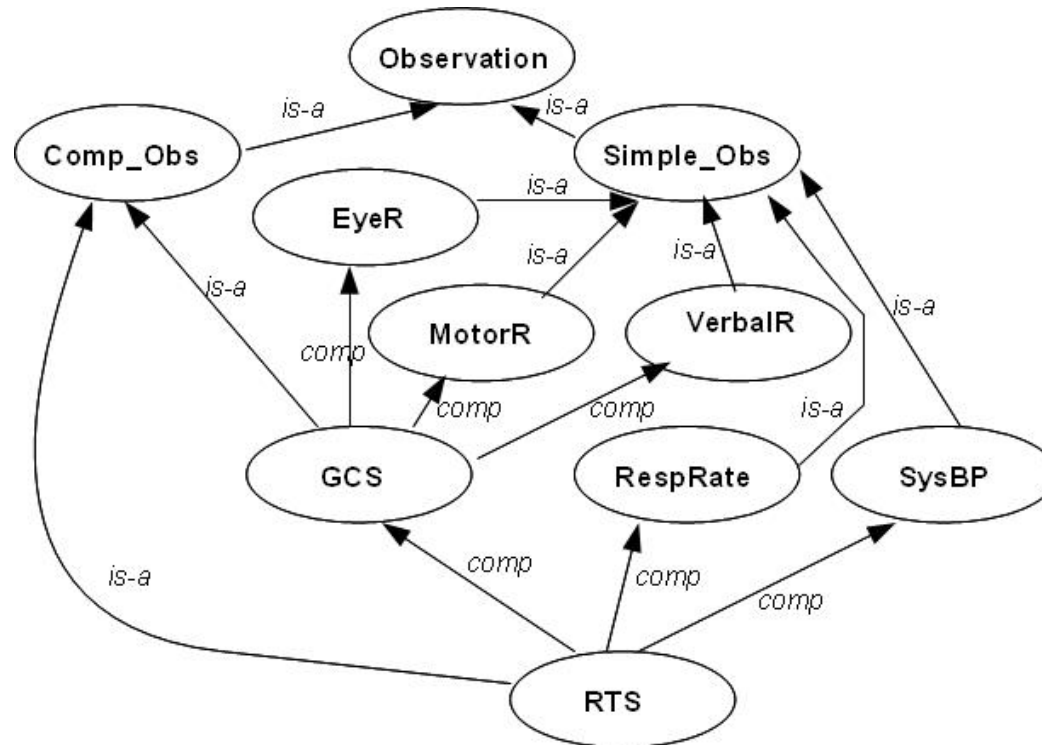 Observation
is-a
is-a
Comp_Obs
Simple_Obs
is-a
EyeR
is-a
is-a
is-a
is-a
MotorR
VerbalR
comp
comp
comp
is-a
GCS
RespRate
SysBP
comp
is-a
comp
comp
RTS